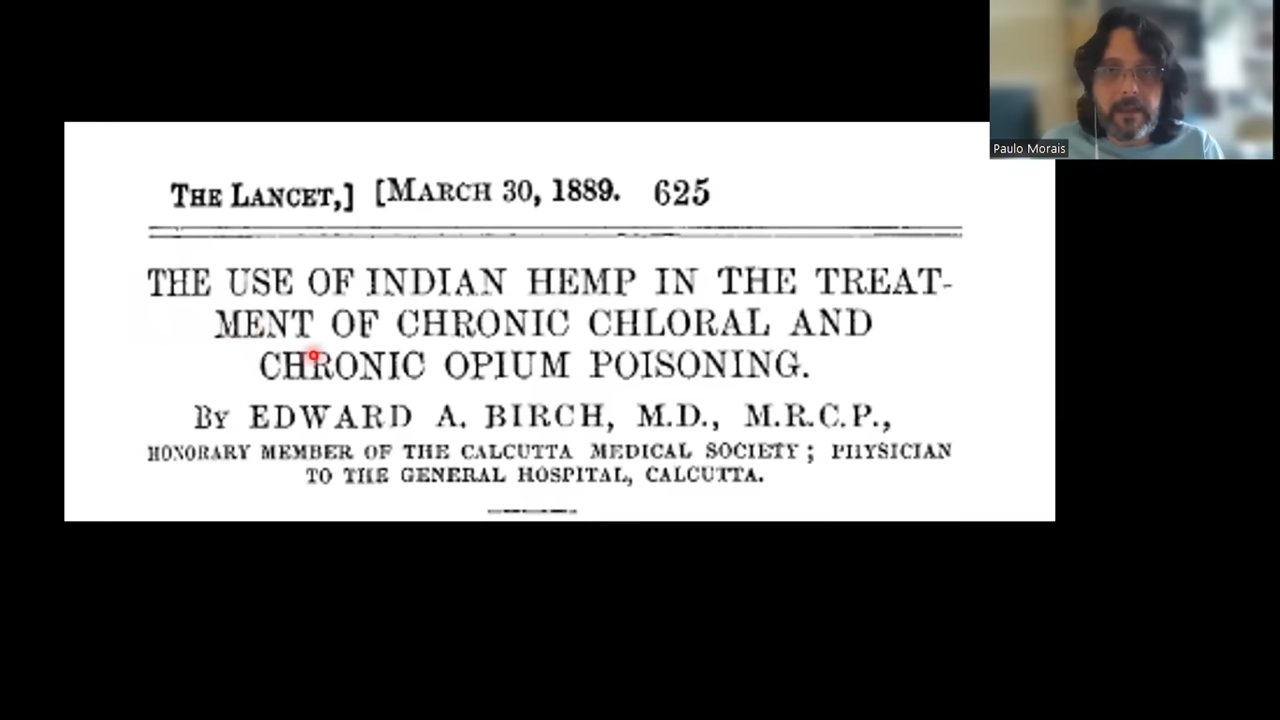 THE LANCET,] [MARCH 30, 1889. 625
THE USE OF INDIAN HEMP IN THE TREAT-
MENT OF CHRONIC CHLORAL AND
CHRONIC OPIUM POISONING.
BY EDWARD A. BIRCH, M.D., M.R.C.P.,
HONORARY MEMBER OF THE CALCUTTA MEDICAL SOCIETY; PHYSICIAN
TO THE GENERAL HOSPITAL, CALCUTTA.
Paulo Morais